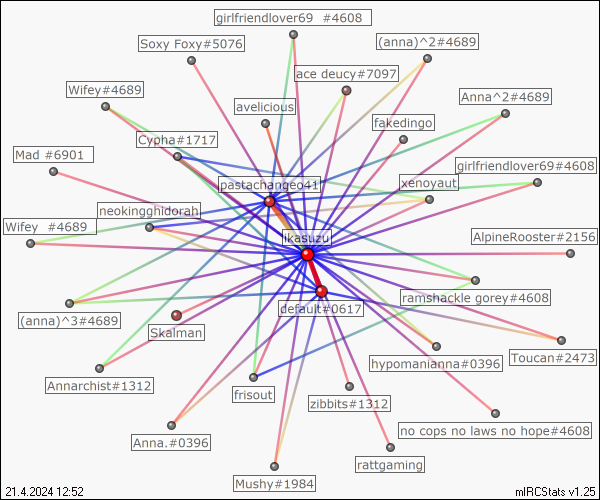 girlfriendlover69 #4608
Soxy Foxy#5076
(anna)^2#4689
ace deucy#7097
Wifey#4689
Anna^2#4689
avelicious
fakedingo
Cypha#1717
Mad #6901
girlfriendlover69#4608
pastachangeo41
xenoyaut
neokingghidorah
Wifey #4689
ikasuzu
AlpineRooster#2156
ramshackle gorey#4608
default#0617
(anna)^3#4689
Skalman
Toucan#2473
hypomanianna#0396
Annarchist#1312
frisout
zibbits#1312
no cops no laws no hope#4608
Anna.#0396
rattgaming
Mushy#1984
21.4.2024 12:52
mIRCStats v1.25